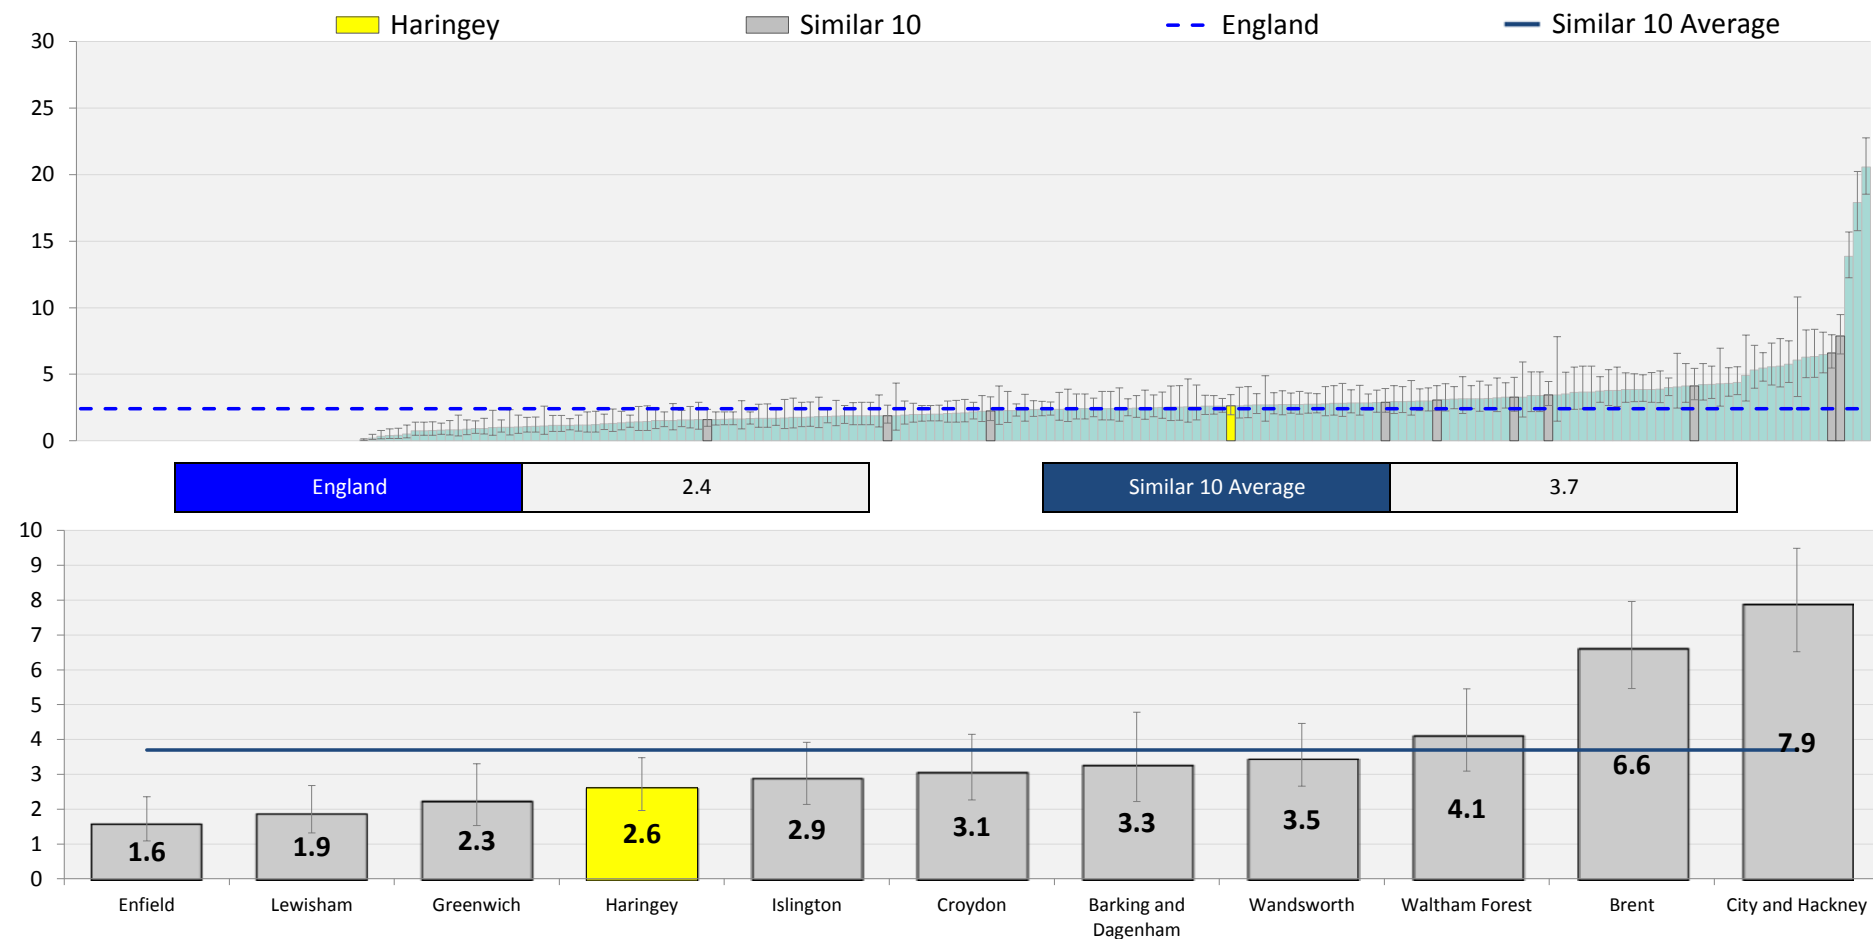 Haringey
Similar 10
England
Similar 10 Average
30
25
20
15
10
5
0
England
2.4
Similar 10 Average
3.7
10
9
8
7
6
5
4
3
2
1
0
1.6
1.9
2.3
2.6
2.9
3.1
3.3
3.5
4.1
6.6
7.9
Enfield
Lewisham
Greenwich
Haringey
Islington
Croydon
Barking and
Dagenham
Wandsworth
Waltham Forest
Brent
City and Hackney